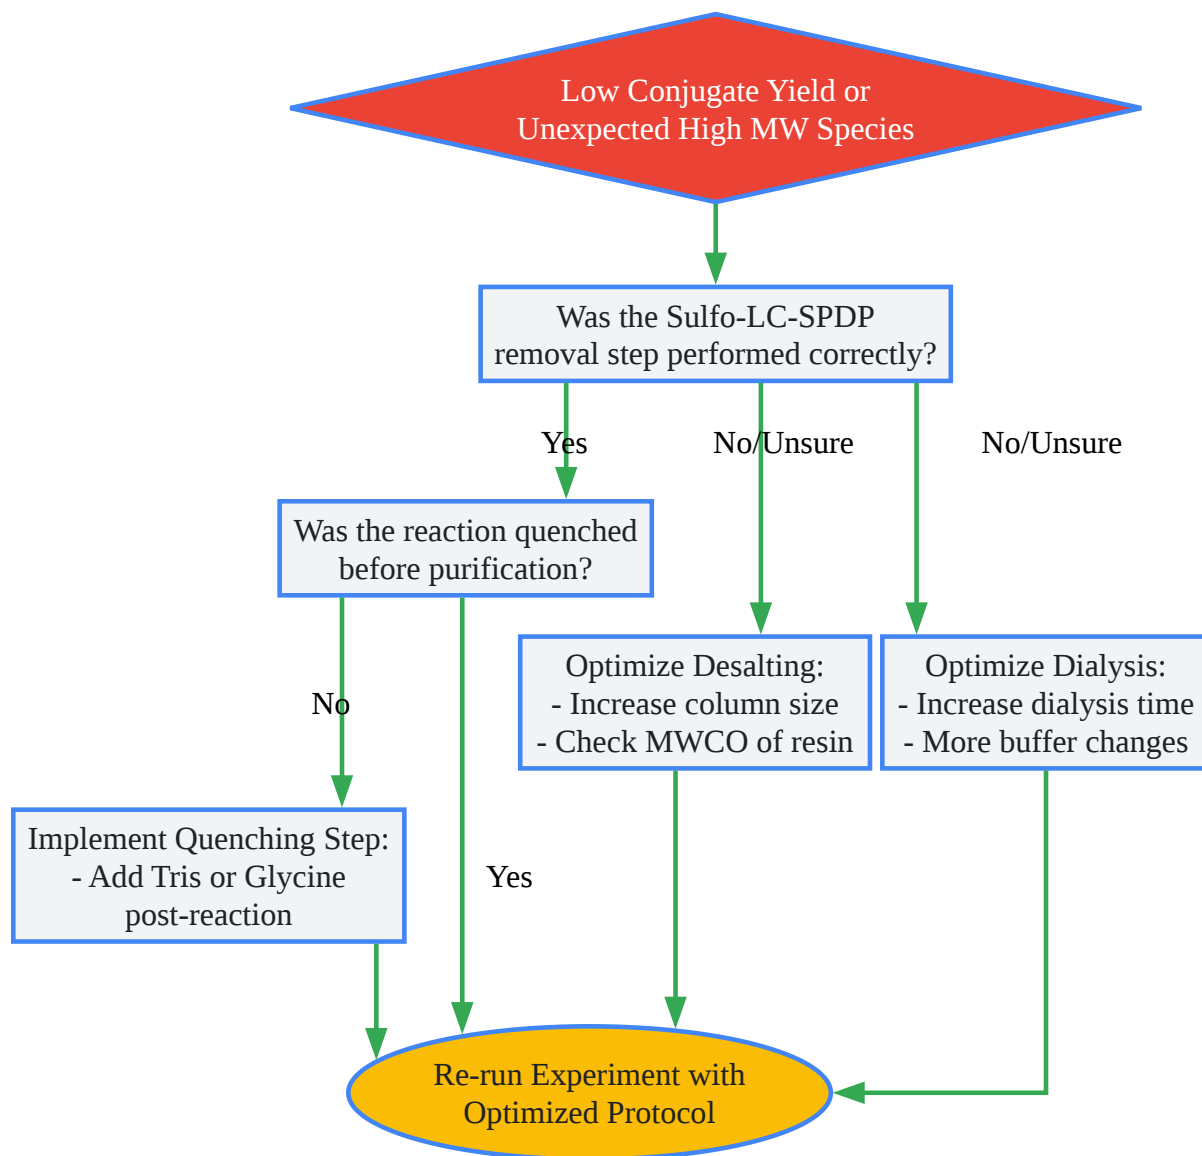 Low Conjugate Yield or
Unexpected High MW Species
Was the Sulfo-LC-SPDP
removal step performed correctly?
Yes
No/Unsure
No/Unsure
Was the reaction quenched
before purification?
Optimize Desalting:
- Increase column size
- Check MWCO of resin
Optimize Dialysis:
- Increase dialysis time
- More buffer changes
No
Implement Quenching Step:
- Add Tris or Glycine
post-reaction
Yes
Re-run Experiment with
Optimized Protocol